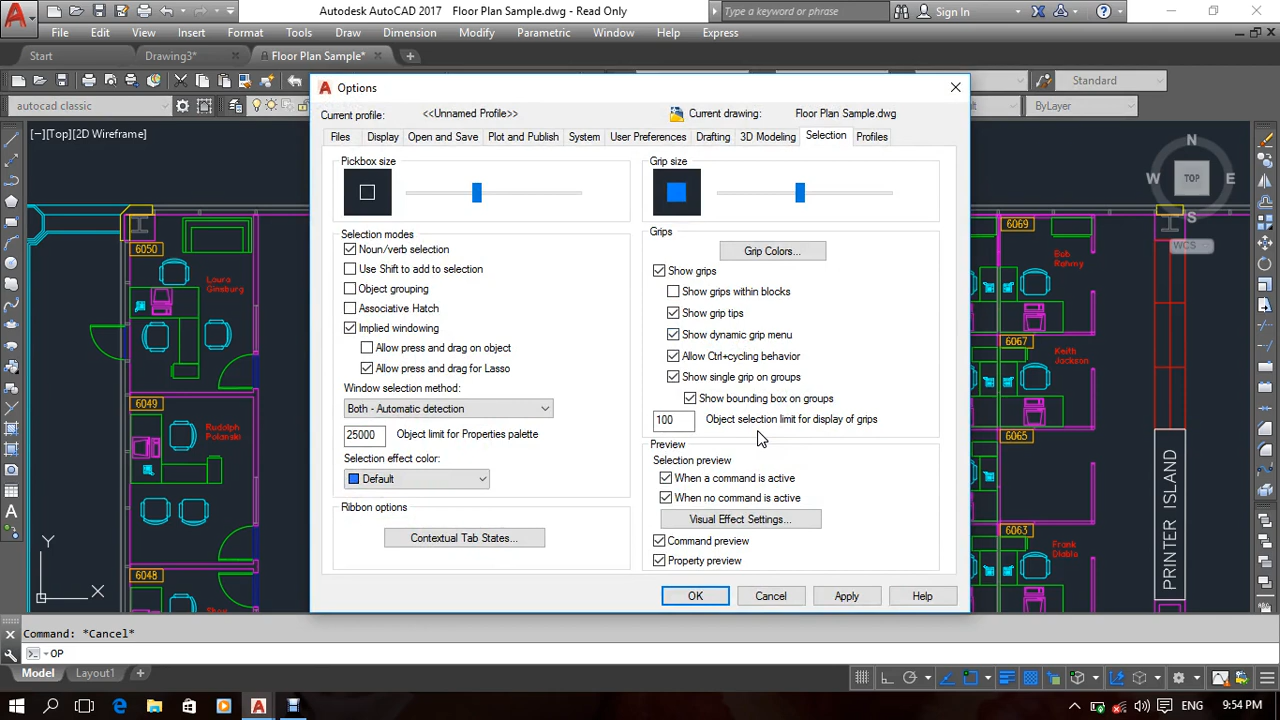 Autodesk AutoCAD 2017 Floor Plan Sample.dwg - Read Only
Type a keyword or phrase
Sign In
File Edit View Insert Format Tools Draw Dimension Modify Parametric Window Help Express
Start Drawing3* Floor Plan Sample*
Standard
autocad classic
ByLayer
[−][Top][2D Wireframe]
Options
Current profile: <<Unnamed Profile>> Current drawing: Floor Plan Sample.dwg
Files Display Open and Save Plot and Publish System User Preferences Drafting 3D Modeling Selection Profiles
Pickbox size
Selection modes
Noun/verb selection
Use Shift to add to selection
Object grouping
Associative Hatch
Implied windowing
Allow press and drag on object
Allow press and drag for Lasso
Window selection method:
Both - Automatic detection
25000 Object limit for Properties palette
Selection effect color:
Default
Ribbon options
Contextual Tab States...
Grip size
Grips
Grip Colors...
Show grips
Show grips within blocks
Show grip tips
Show dynamic grip menu
Allow Ctrl+cycling behavior
Show single grip on groups
Show bounding box on groups
100 Object selection limit for display of grips
Preview
Selection preview
When a command is active
When no command is active
Visual Effect Settings...
Command preview
Property preview
OK Cancel Apply Help
6050
Laura
Ginsburg
6049
Rudolph
Polanski
6048
6069
Bob
6067
Keith
Jackson
6065
6063
Frank
Diablo
PRINTER ISLAND
N
W TOP E
S
WCS
Y
X
Command: *Cancel*
OP
Model Layout1
ENG 9:54 PM